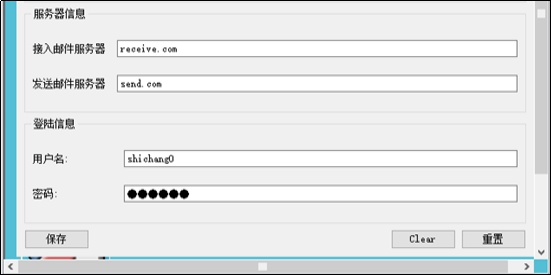 服务器信息
接入邮件服务器 receive.com
发送邮件服务器 send.com
登陆信息
用户名: shichang0
密码: ●●●●●●
保存 Clear 重置